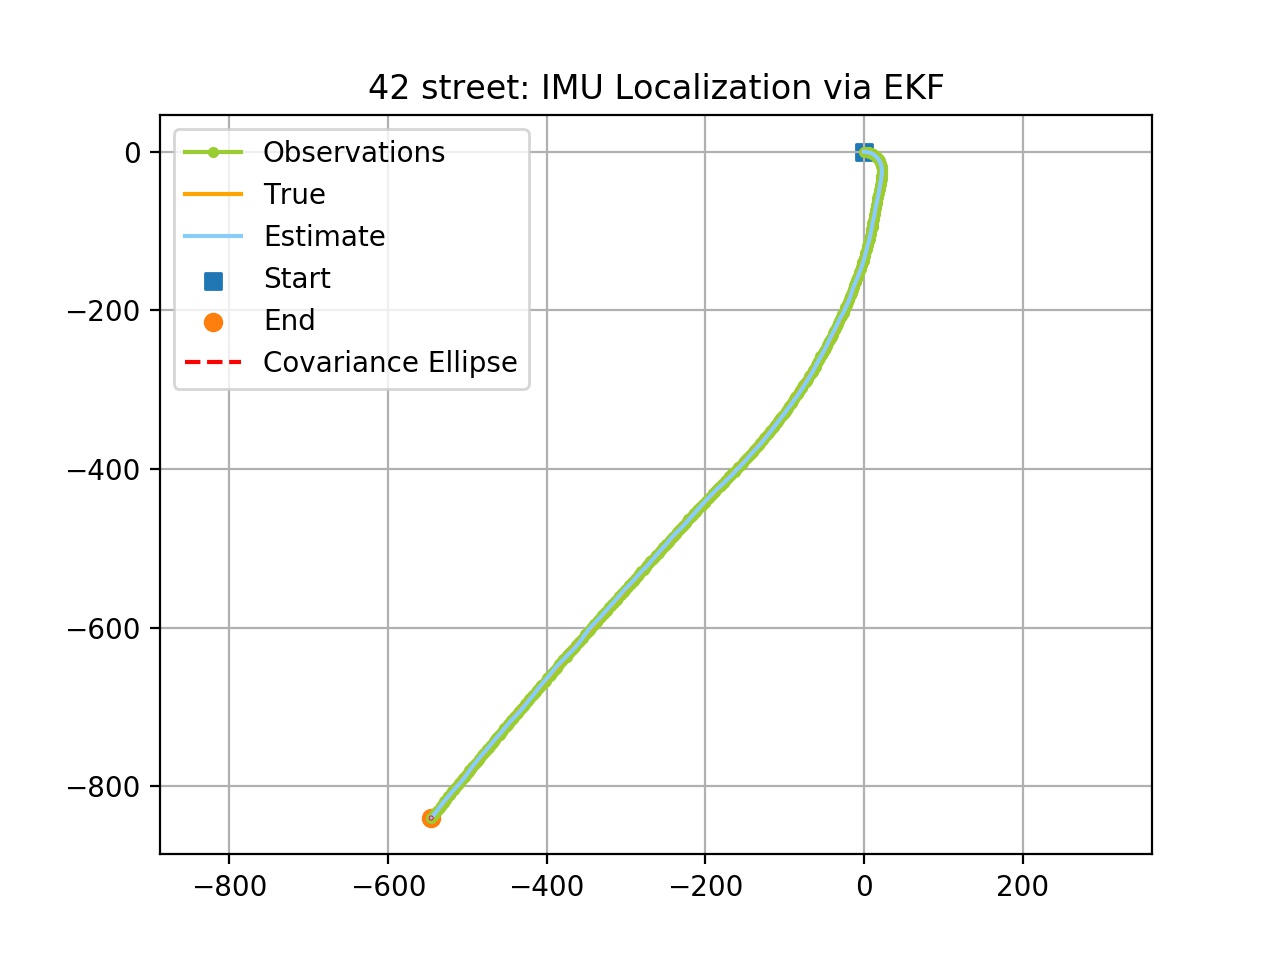 42 street: IMU Localization via EKF
Observations
True
Estimate
Start
End
Covariance Ellipse
0
−200
−400
−600
−800
−800
−600
−400
−200
0
200